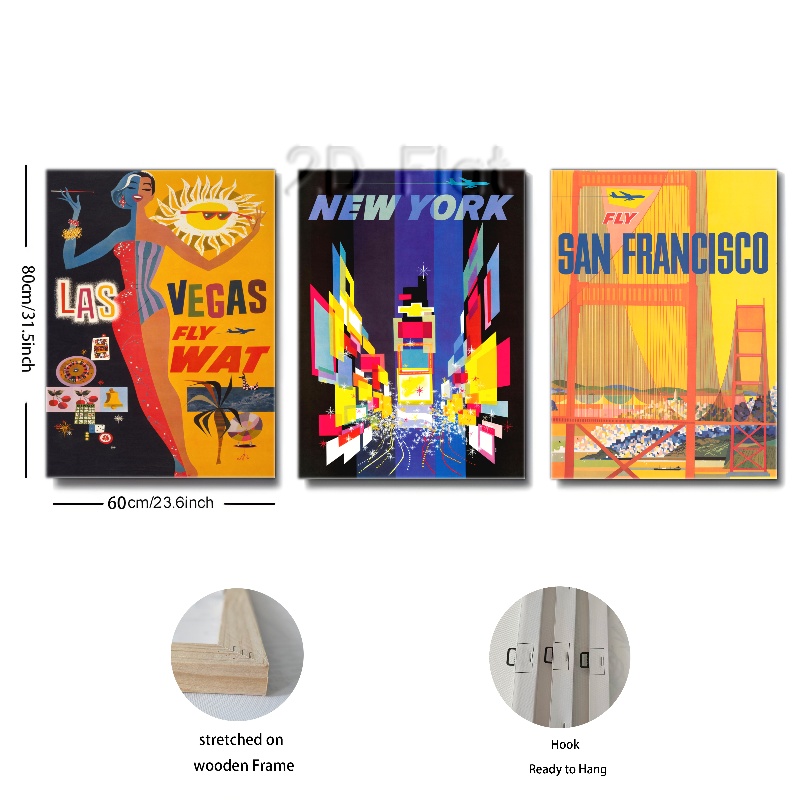 2D Flat
NEW YORK
FLY
SAN FRANCISCO
LAS VEGAS
FLY
WAT
80cm/31.5inch
60cm/23.6inch
stretched on
wooden Frame
Hook
Ready to Hang